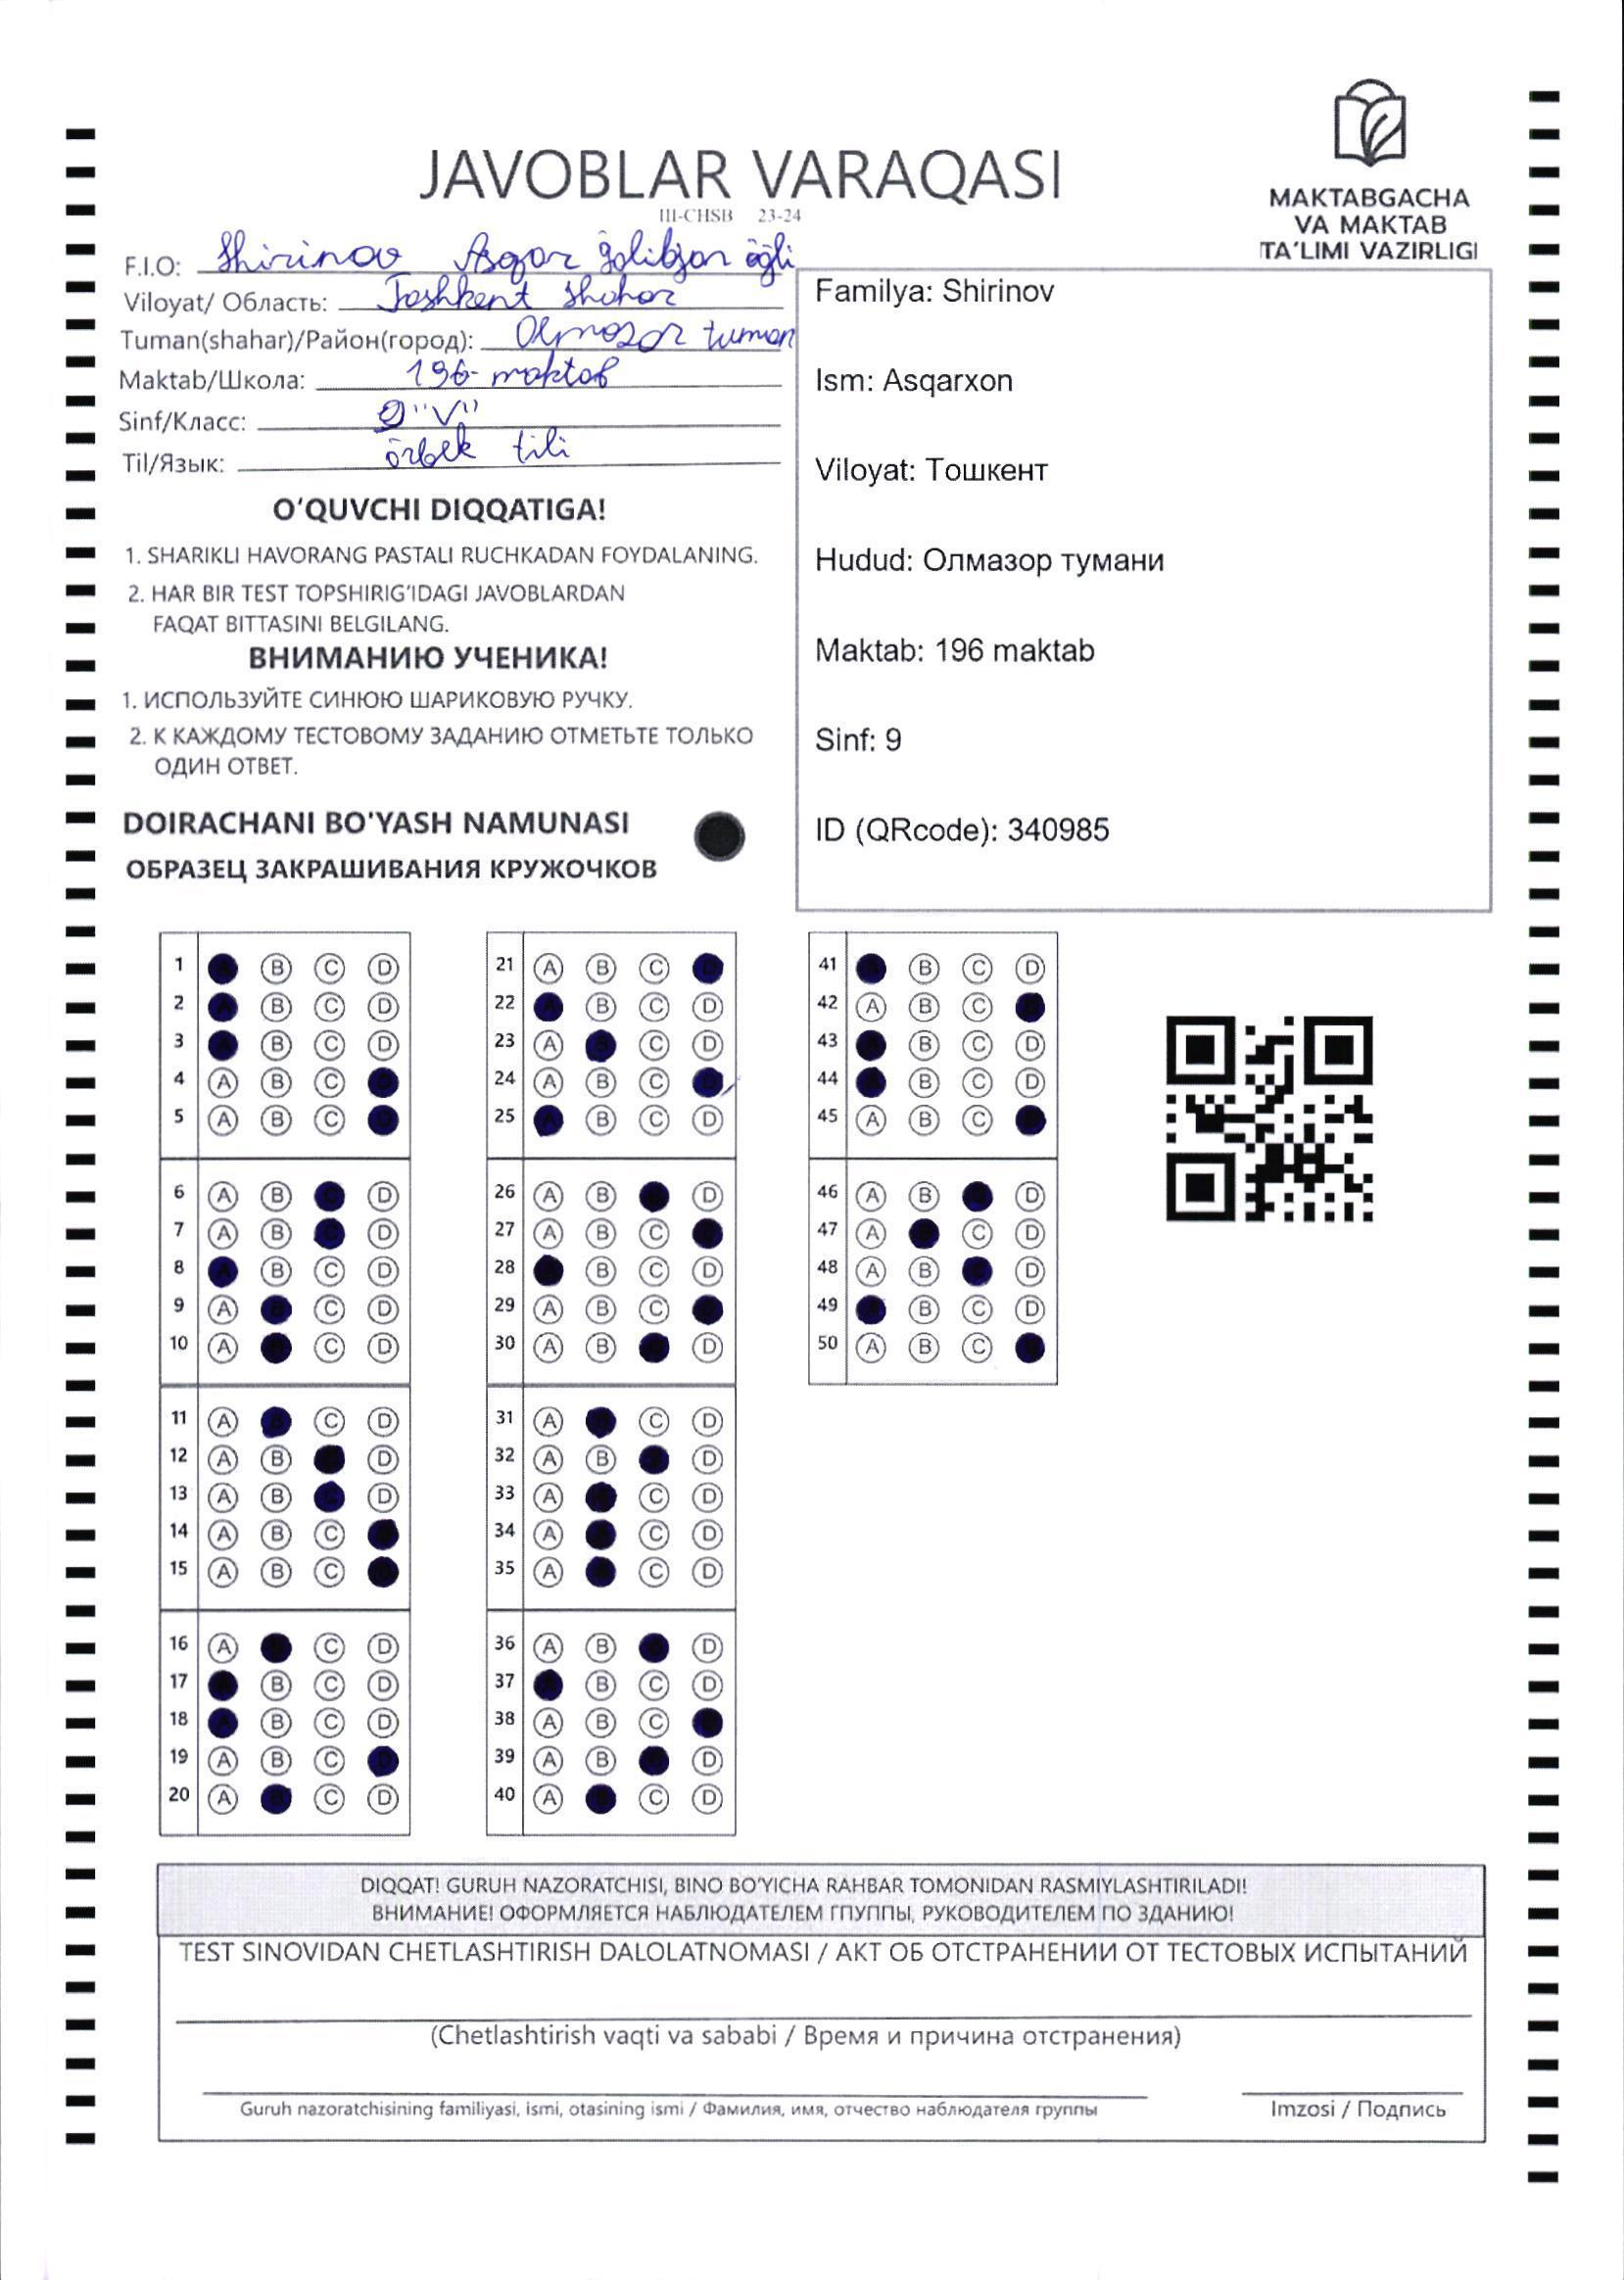 JAVOBLAR VARAQASI
III-CHSB 23-24
MAKTABGACHA
VA MAKTAB
TA'LIMI VAZIRLIGI
F.I.O: Shirinov Asqar Golibjon ogli
Viloyat/ Область: Toshkent shahar
Tuman(shahar)/Район(город): Olmazor tuman
Maktab/Школа: 196- maktab
Sinf/Класс: 9 "V"
Til/Язык: õzbek tili
O'QUVCHI DIQQATIGA!
1. SHARIKLI HAVORANG PASTALI RUCHKADAN FOYDALANING.
2. HAR BIR TEST TOPSHIRIG'IDAGI JAVOBLARDAN
FAQAT BITTASINI BELGILANG.
ВНИМАНИЮ УЧЕНИКА!
1. ИСПОЛЬЗУЙТЕ СИНЮЮ ШАРИКОВУЮ РУЧКУ.
2. К КАЖДОМУ ТЕСТОВОМУ ЗАДАНИЮ ОТМЕТЬТЕ ТОЛЬКО
ОДИН ОТВЕТ.
DOIRACHANI BO'YASH NAMUNASI
ОБРАЗЕЦ ЗАКРАШИВАНИЯ КРУЖОЧКОВ
Familya: Shirinov
Ism: Asqarxon
Viloyat: Тошкент
Hudud: Олмазор тумани
Maktab: 196 maktab
Sinf: 9
ID (QRcode): 340985
1 A B C D
2 A B C D
3 A B C D
4 A B C D
5 A B C D
6 A B C D
7 A B C D
8 A B C D
9 A B C D
10 A B C D
11 A B C D
12 A B C D
13 A B C D
14 A B C D
15 A B C D
16 A B C D
17 A B C D
18 A B C D
19 A B C D
20 A B C D
21 A B C D
22 A B C D
23 A B C D
24 A B C D
25 A B C D
26 A B C D
27 A B C D
28 A B C D
29 A B C D
30 A B C D
31 A B C D
32 A B C D
33 A B C D
34 A B C D
35 A B C D
36 A B C D
37 A B C D
38 A B C D
39 A B C D
40 A B C D
41 A B C D
42 A B C D
43 A B C D
44 A B C D
45 A B C D
46 A B C D
47 A B C D
48 A B C D
49 A B C D
50 A B C D
DIQQAT! GURUH NAZORATCHISI, BINO BO'YICHA RAHBAR TOMONIDAN RASMIYLASHTIRILADI!
ВНИМАНИЕ! ОФОРМЛЯЕТСЯ НАБЛЮДАТЕЛЕМ ГПУППЫ, РУКОВОДИТЕЛЕМ ПО ЗДАНИЮ!
TEST SINOVIDAN CHETLASHTIRISH DALOLATNOMASI / АКТ ОБ ОТСТРАНЕНИИ ОТ ТЕСТОВЫХ ИСПЫТАНИЙ
(Chetlashtirish vaqti va sababi / Время и причина отстранения)
Guruh nazoratchisining familiyasi, ismi, otasining ismi / Фамилия, имя, отчество наблюдателя группы
Imzosi / Подпись